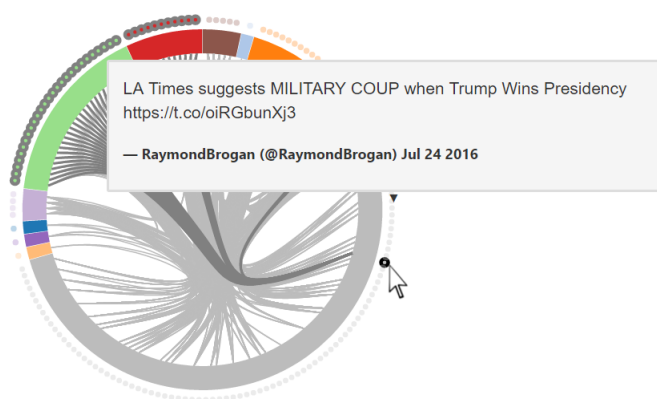 LA Times suggests MILITARY COUP when Trump Wins Presidency
https://t.co/oiRGbunXj3
— RaymondBrogan (@RaymondBrogan) Jul 24 2016